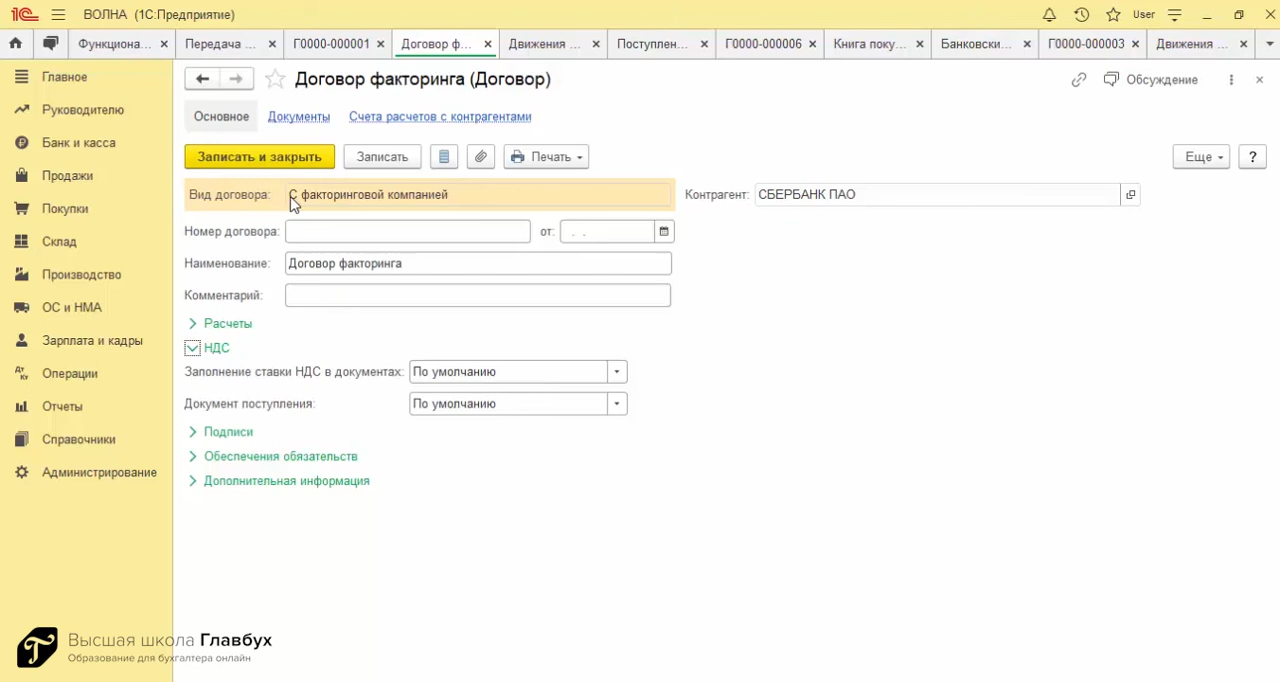 1С ВОЛНА (1С:Предприятие) User
Функциона... Передача ... Г0000-000001 Договор ф... Движения ... Поступлен... Г0000-000006 Книга поку... Банковски... Г0000-000003 Движения ...
Главное
Руководителю
Банк и касса
Продажи
Покупки
Склад
Производство
ОС и НМА
Зарплата и кадры
Операции
Отчеты
Справочники
Администрирование
Договор факторинга (Договор) Обсуждение
Основное Документы Счета расчетов с контрагентами
Записать и закрыть Записать Печать Еще ?
Вид договора: С факторинговой компанией Контрагент: СБЕРБАНК ПАО
Номер договора: от: . .
Наименование: Договор факторинга
Комментарий:
Расчеты
НДС
Заполнение ставки НДС в документах: По умолчанию
Документ поступления: По умолчанию
Подписи
Обеспечения обязательств
Дополнительная информация
Высшая школа Главбух
Образование для бухгалтера онлайн